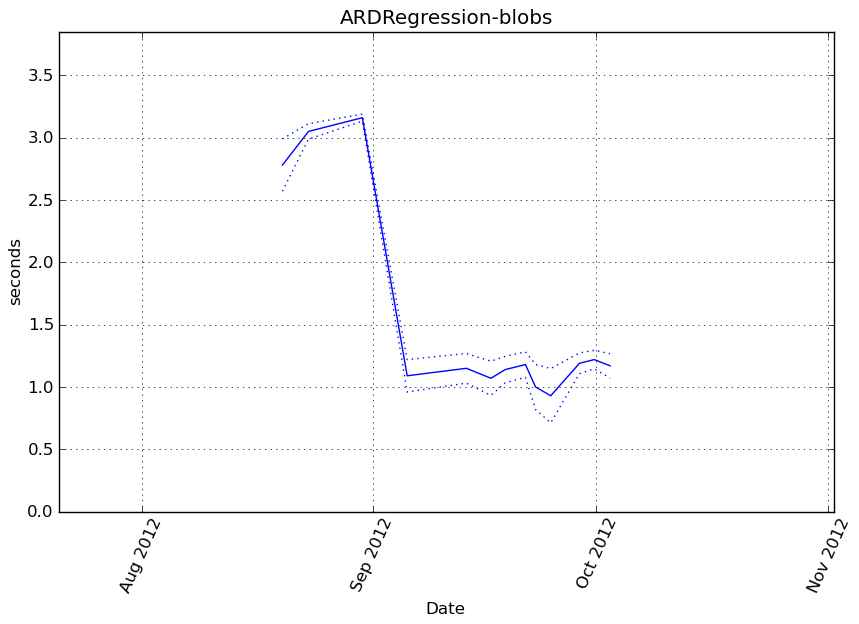 ARDRegression-blobs
3.5
3.0
2.5
2.0
1.5
1.0
0.5
0.0
seconds
Aug 2012
Sep 2012
Oct 2012
Nov 2012
Date